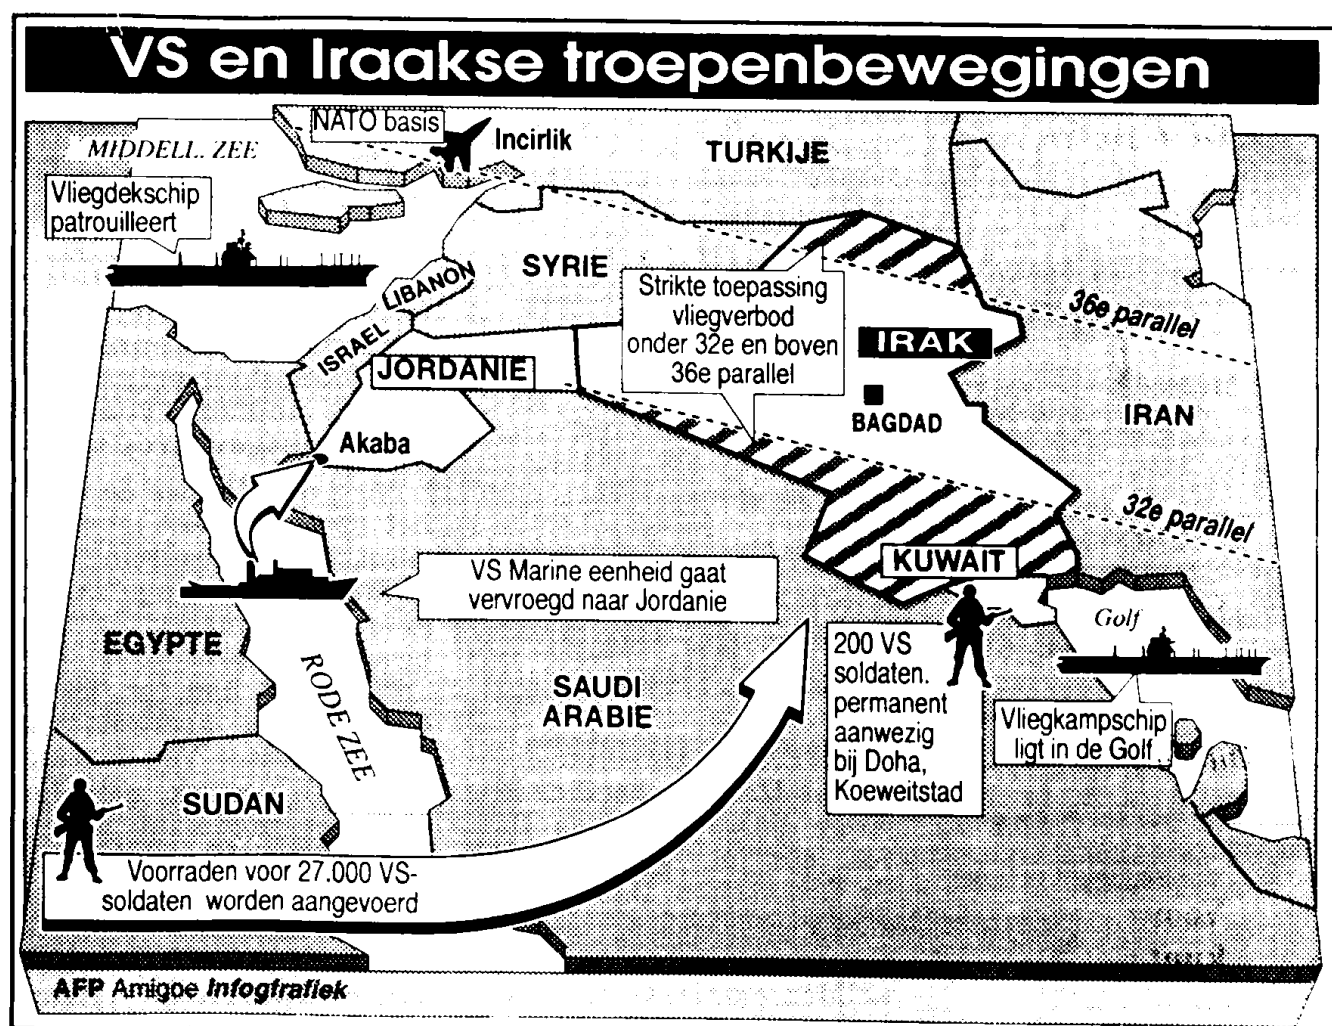 VS en Iraakse troepenbewegingen
NATO basis
Incirlik
TURKIJE
MIDDELL. ZEE
Vliegdekschip
patrouilleert
SYRIE
LIBANON
ISRAEL
JORDANIE
Strikte toepassing
vliegverbod
onder 32e en boven
36e parallel
36e parallel
IRAK
BAGDAD
IRAN
Akaba
32e parallel
KUWAIT
VS Marine eenheid gaat
vervroegd naar Jordanie
Golf
EGYPTE
RODE ZEE
SAUDI
ARABIE
200 VS
soldaten.
permanent
aanwezig
bij Doha,
Koeweitstad
Vliegkampschip
ligt in de Golf
SUDAN
Voorraden voor 27.000 VS-
soldaten worden aangevoerd
AFP Amigoe Infogfrafiek